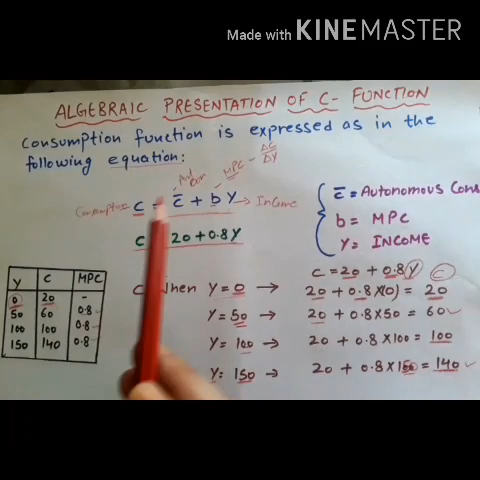 Made with KINEMASTER
ALGEBRAIC PRESENTATION OF C- FUNCTION
Consumption function is expressed as in the
following equation:
MPC - ΔC/ΔY
Consumption C = c̄ + b Y → Income
C = 20 + 0.8Y
c̄ = Autonomous Cons
b = MPC
Y = INCOME
C = 20 + 0.8Y C
when Y = 0 → 20 + 0.8 x (0) = 20
Y = 50 → 20 + 0.8 x 50 = 60
Y = 100 → 20 + 0.8 x 100 = 100
Y = 150 → 20 + 0.8 x 150 = 140
Y C MPC
0 20 -
50 60 0.8
100 100 0.8
150 140 0.8